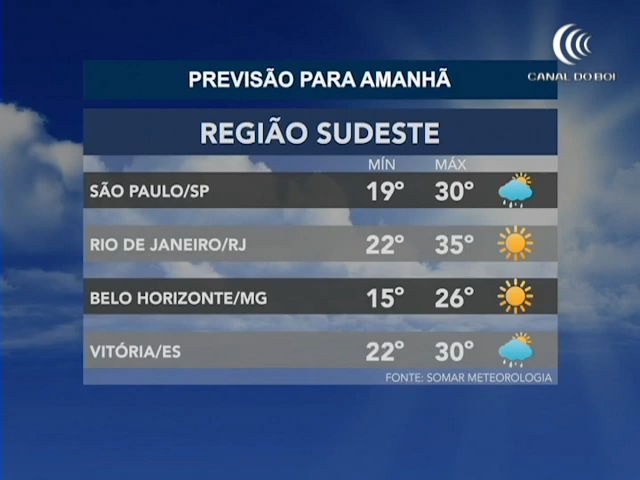 CANAL DO BOI
PREVISÃO PARA AMANHÃ
REGIÃO SUDESTE
MÍN MÁX
SÃO PAULO/SP 19° 30°
RIO DE JANEIRO/RJ 22° 35°
BELO HORIZONTE/MG 15° 26°
VITÓRIA/ES 22° 30°
FONTE: SOMAR METEOROLOGIA